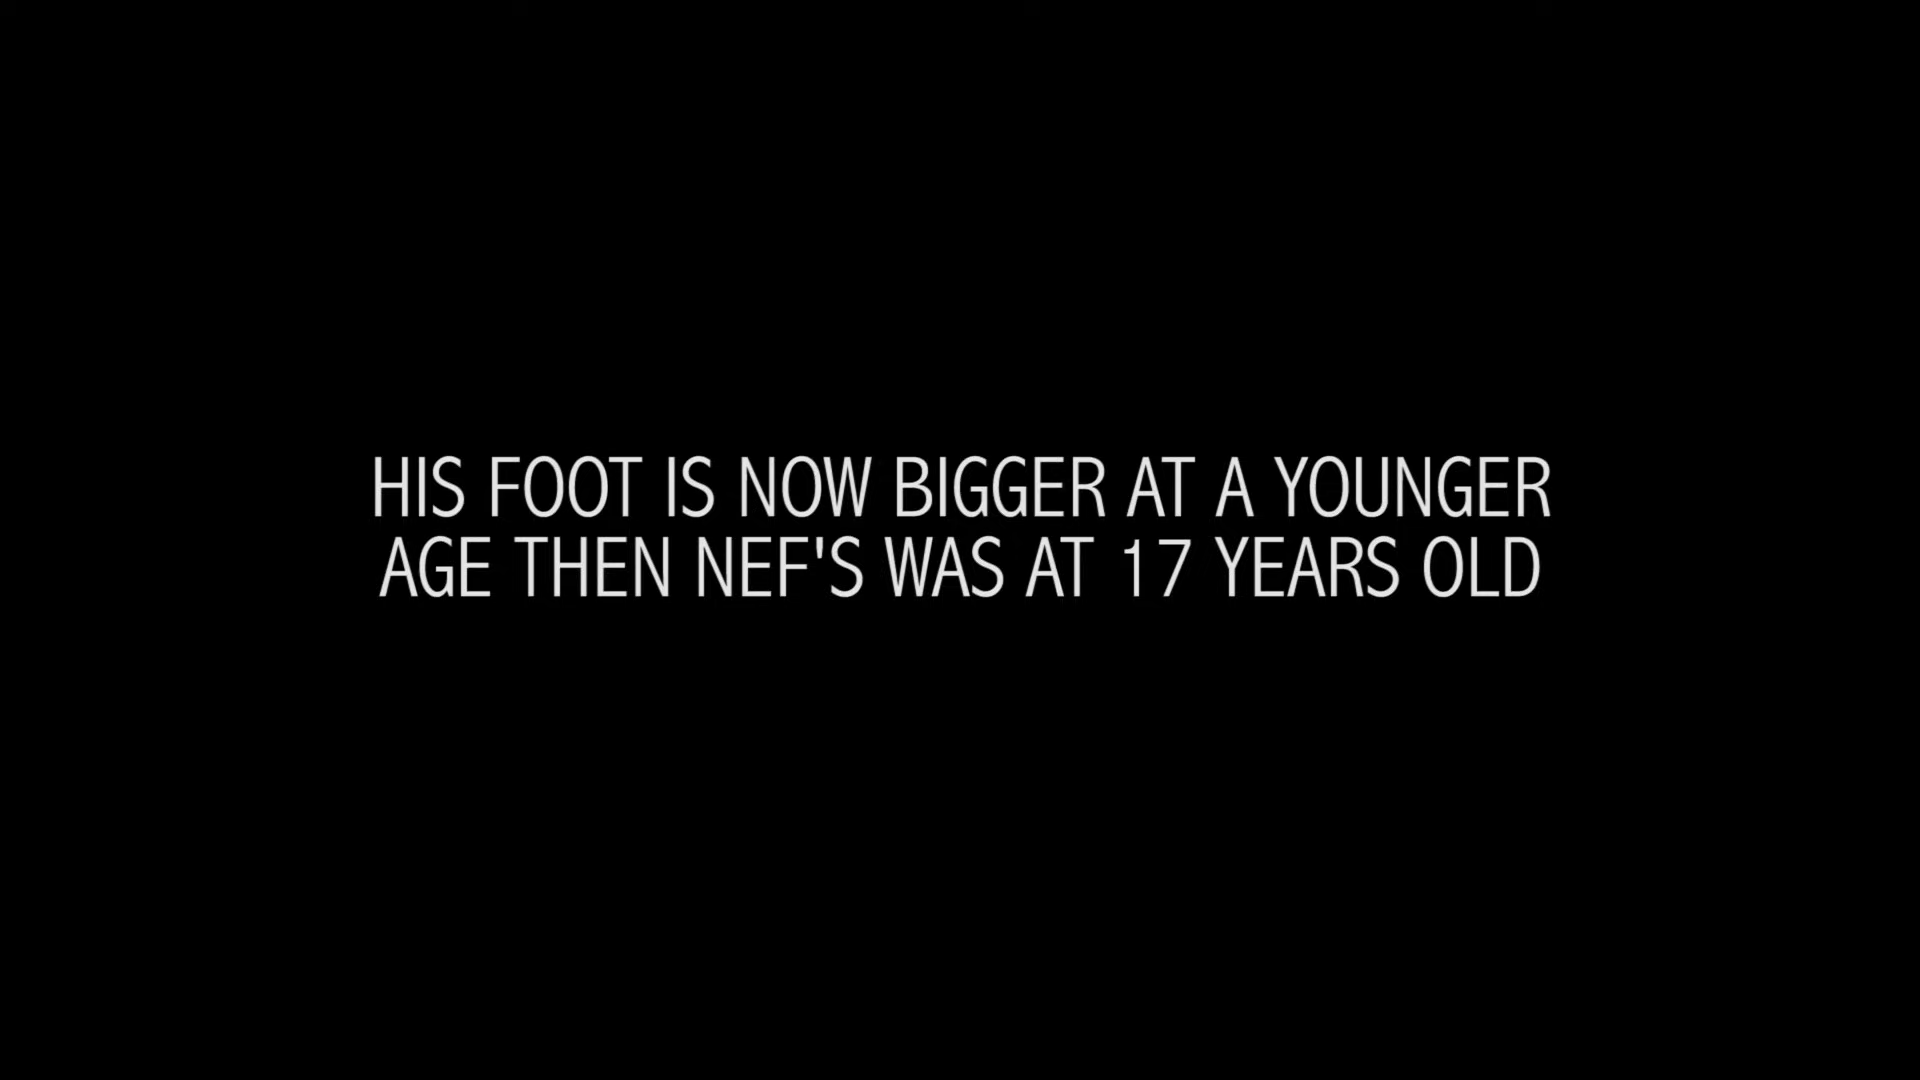 HIS FOOT IS NOW BIGGER AT A YOUNGER
AGE THEN NEF'S WAS AT 17 YEARS OLD